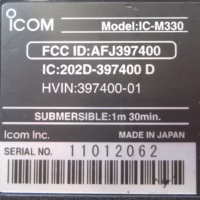 ICOM
Model:IC-M330
FCC ID:AFJ397400
IC:202D-397400 D
HVIN:397400-01
SUBMERSIBLE:1m 30min.
Icom Inc.
MADE IN JAPAN
SERIAL NO.
11012062